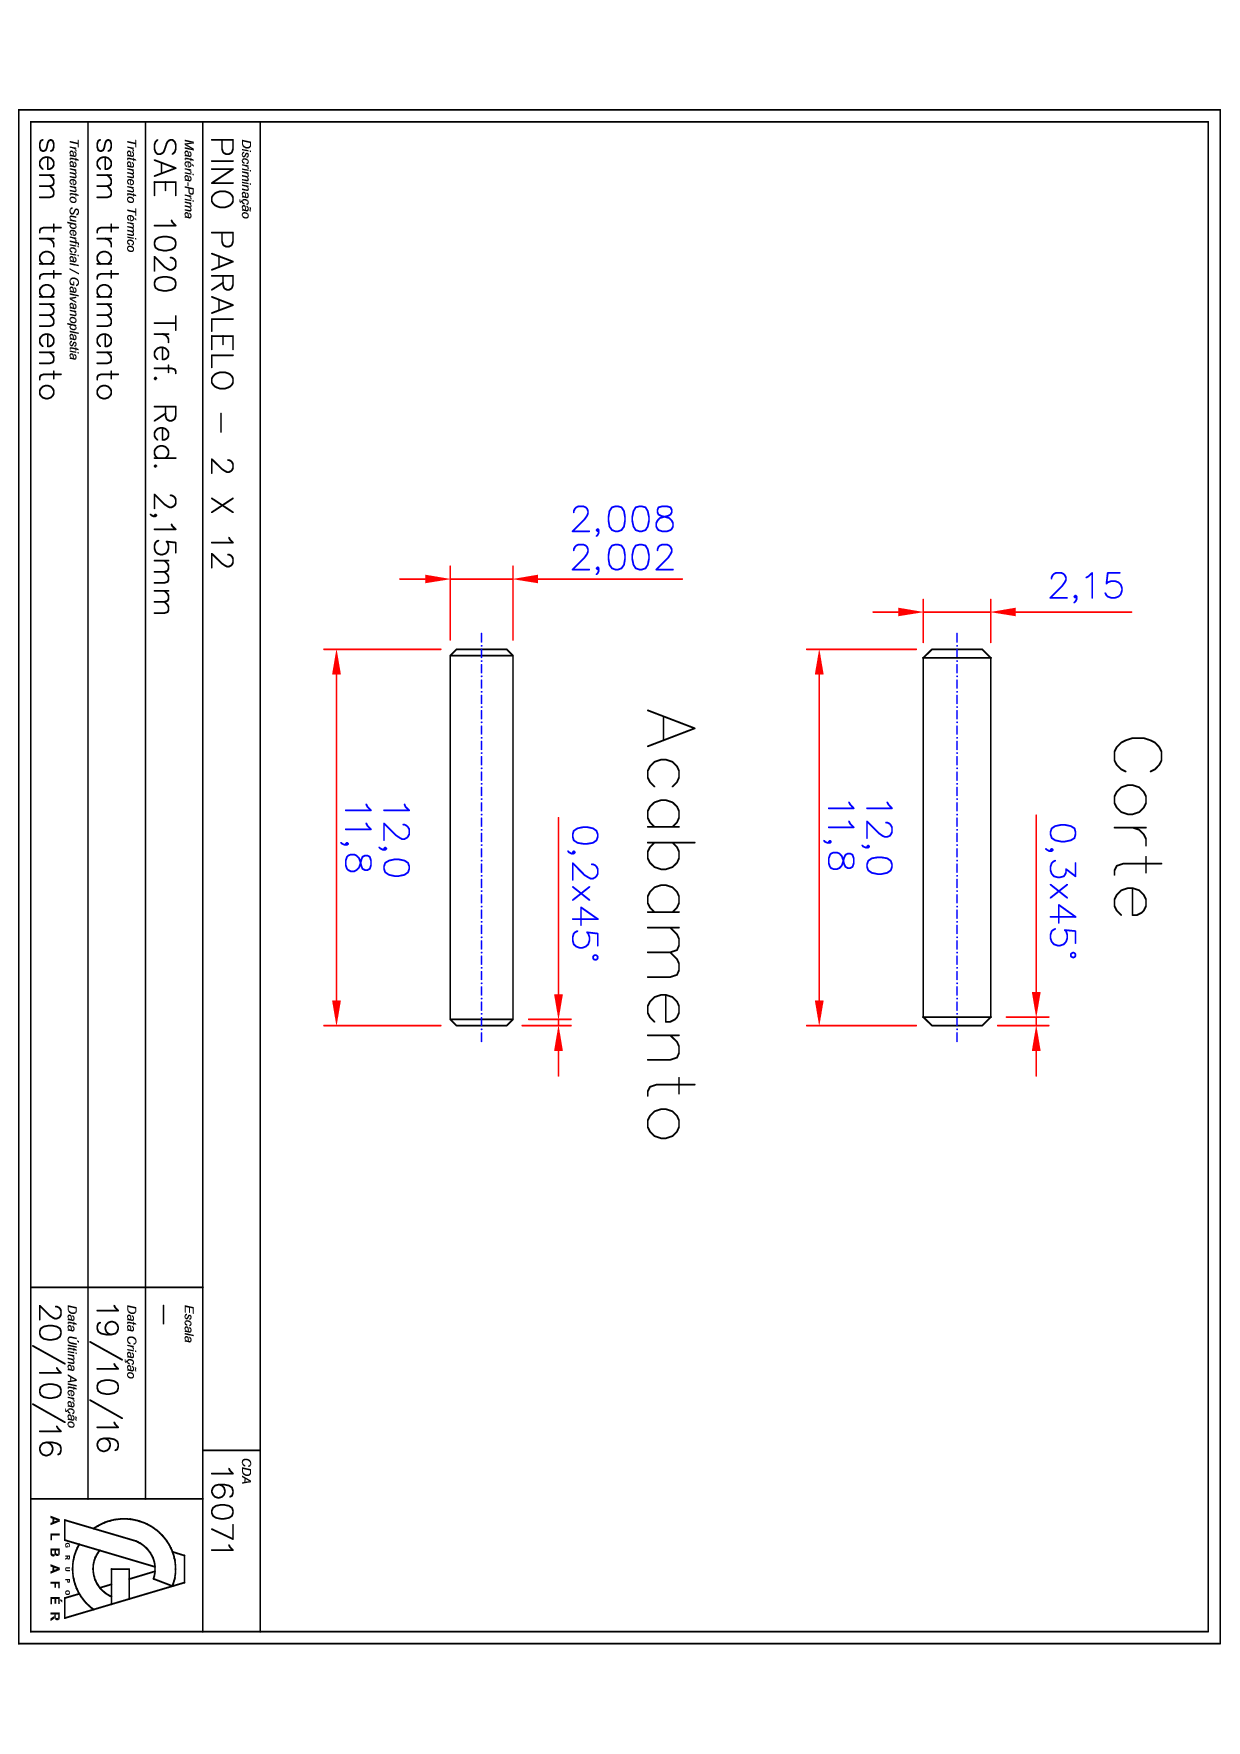 Corte
2,15
0,3x45°
12,0
11,8
Acabamento
2,008
2,002
0,2x45°
12,0
11,8
Discriminação
PINO PARALELO - 2 X 12
CDA
16071
Matéria-Prima
SAE 1020 Tref. Red. 2,15mm
Escala
-
Tratamento Térmico
sem tratamento
Data Criação
19/10/16
Tratamento Superficial / Galvanoplastia
sem tratamento
Data Última Alteração
20/10/16
GRUPO
ALBAFÉR